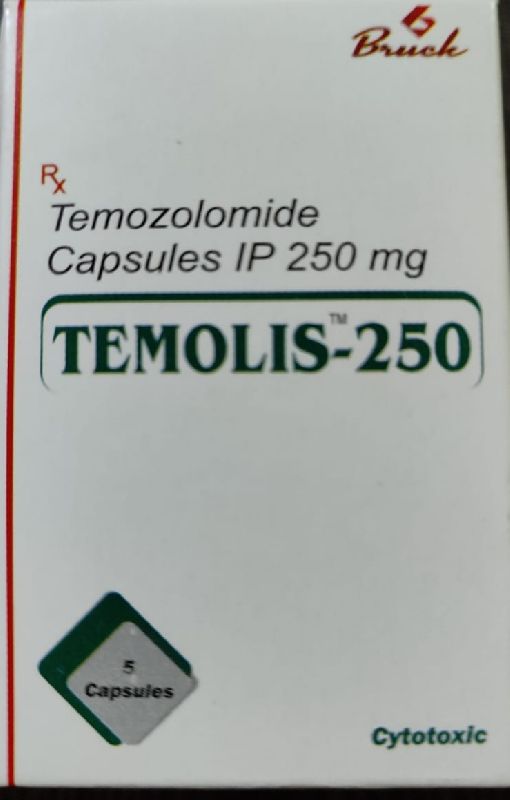 Bruck
Rx
Temozolomide
Capsules IP 250 mg
TEMOLIS™-250
5
Capsules
Cytotoxic